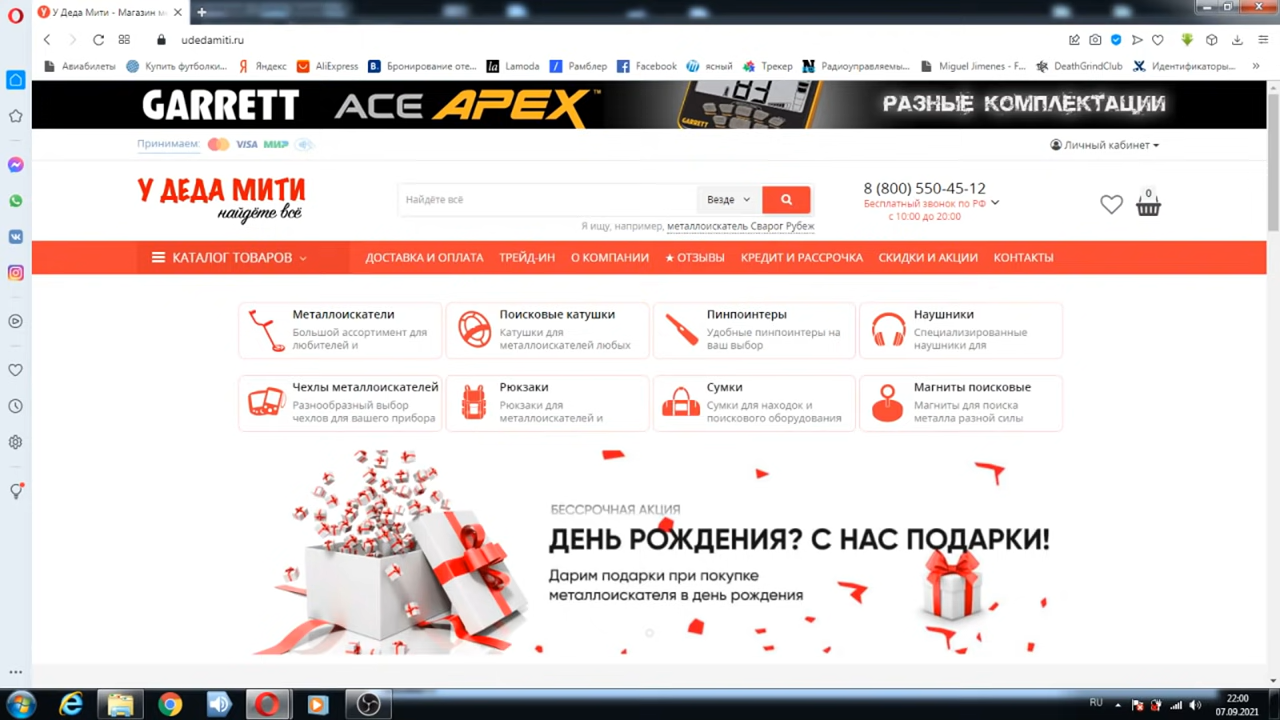 У Деда Мити - Магазин м
udedamiti.ru
Авиабилеты
Купить футболки...
Яндекс
AliExpress
Бронирование оте...
Lamoda
Рамблер
Facebook
ясный
Трекер
Радиоуправляемы...
Miguel Jimenes - F...
DeathGrindClub
Идентификаторы...
GARRETT ACE APEX™
83
GARRETT
РАЗНЫЕ КОМПЛЕКТАЦИИ
Принимаем:
VISA
МИР
Личный кабинет
У ДЕДА МИТИ
найдёте всё
Найдёте всё
Везде
Я ищу, например, металлоискатель Сварог Рубеж
8 (800) 550-45-12
Бесплатный звонок по РФ
с 10:00 до 20:00
0
КАТАЛОГ ТОВАРОВ
ДОСТАВКА И ОПЛАТА
ТРЕЙД-ИН
О КОМПАНИИ
★ ОТЗЫВЫ
КРЕДИТ И РАССРОЧКА
СКИДКИ И АКЦИИ
КОНТАКТЫ
Металлоискатели
Большой ассортимент для
любителей и
Поисковые катушки
Катушки для
металлоискателей любых
Пинпоинтеры
Удобные пинпоинтеры на
ваш выбор
Наушники
Специализированные
наушники для
Чехлы металлоискателей
Разнообразный выбор
чехлов для вашего прибора
Рюкзаки
Рюкзаки для
металлоискателей и
Сумки
Сумки для находок и
поискового оборудования
Магниты поисковые
Магниты для поиска
металла разной силы
БЕССРОЧНАЯ АКЦИЯ
ДЕНЬ РОЖДЕНИЯ? С НАС ПОДАРКИ!
Дарим подарки при покупке
металлоискателя в день рождения
RU
22:00
07.09.2021